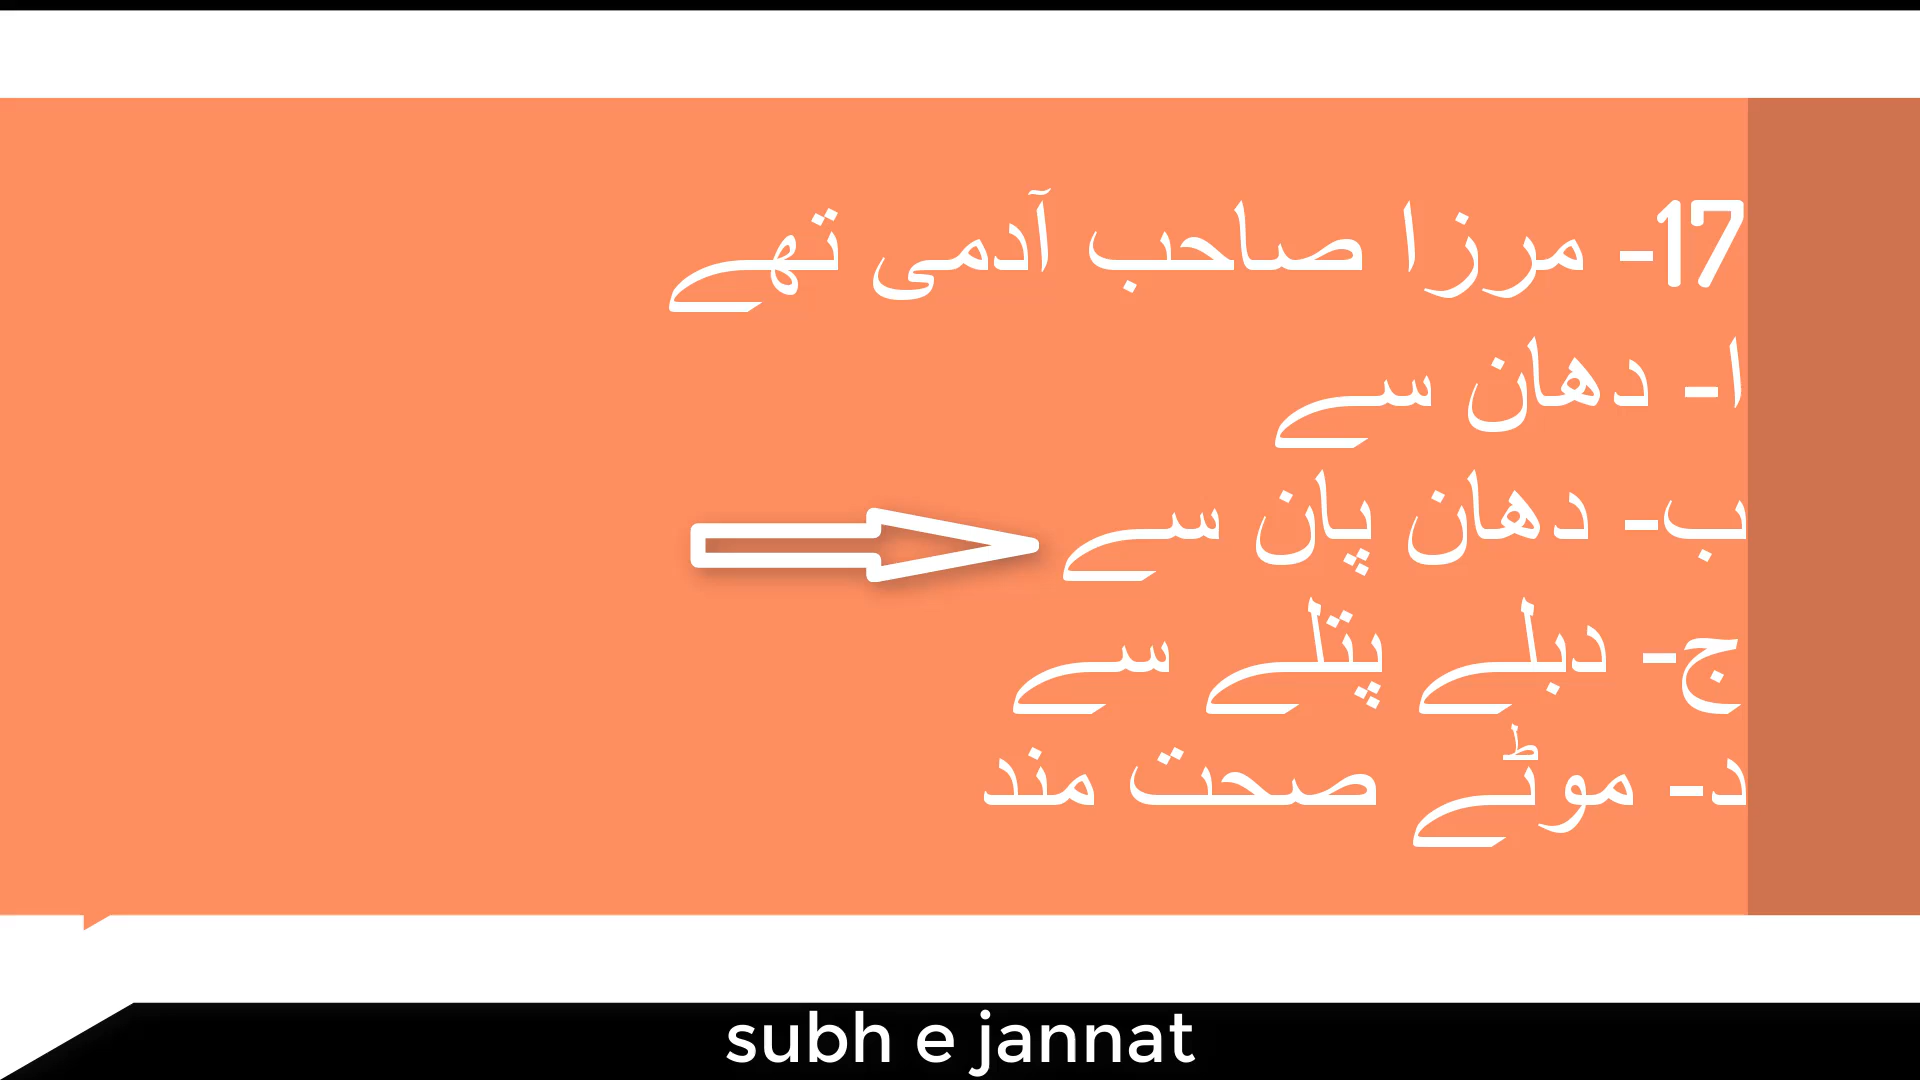 17- مرزا صاحب آدمی تھے
ا- دھان سے
ب- دھان پان سے
ج- دبلے پتلے سے
د- موٹے صحت مند
subh e jannat